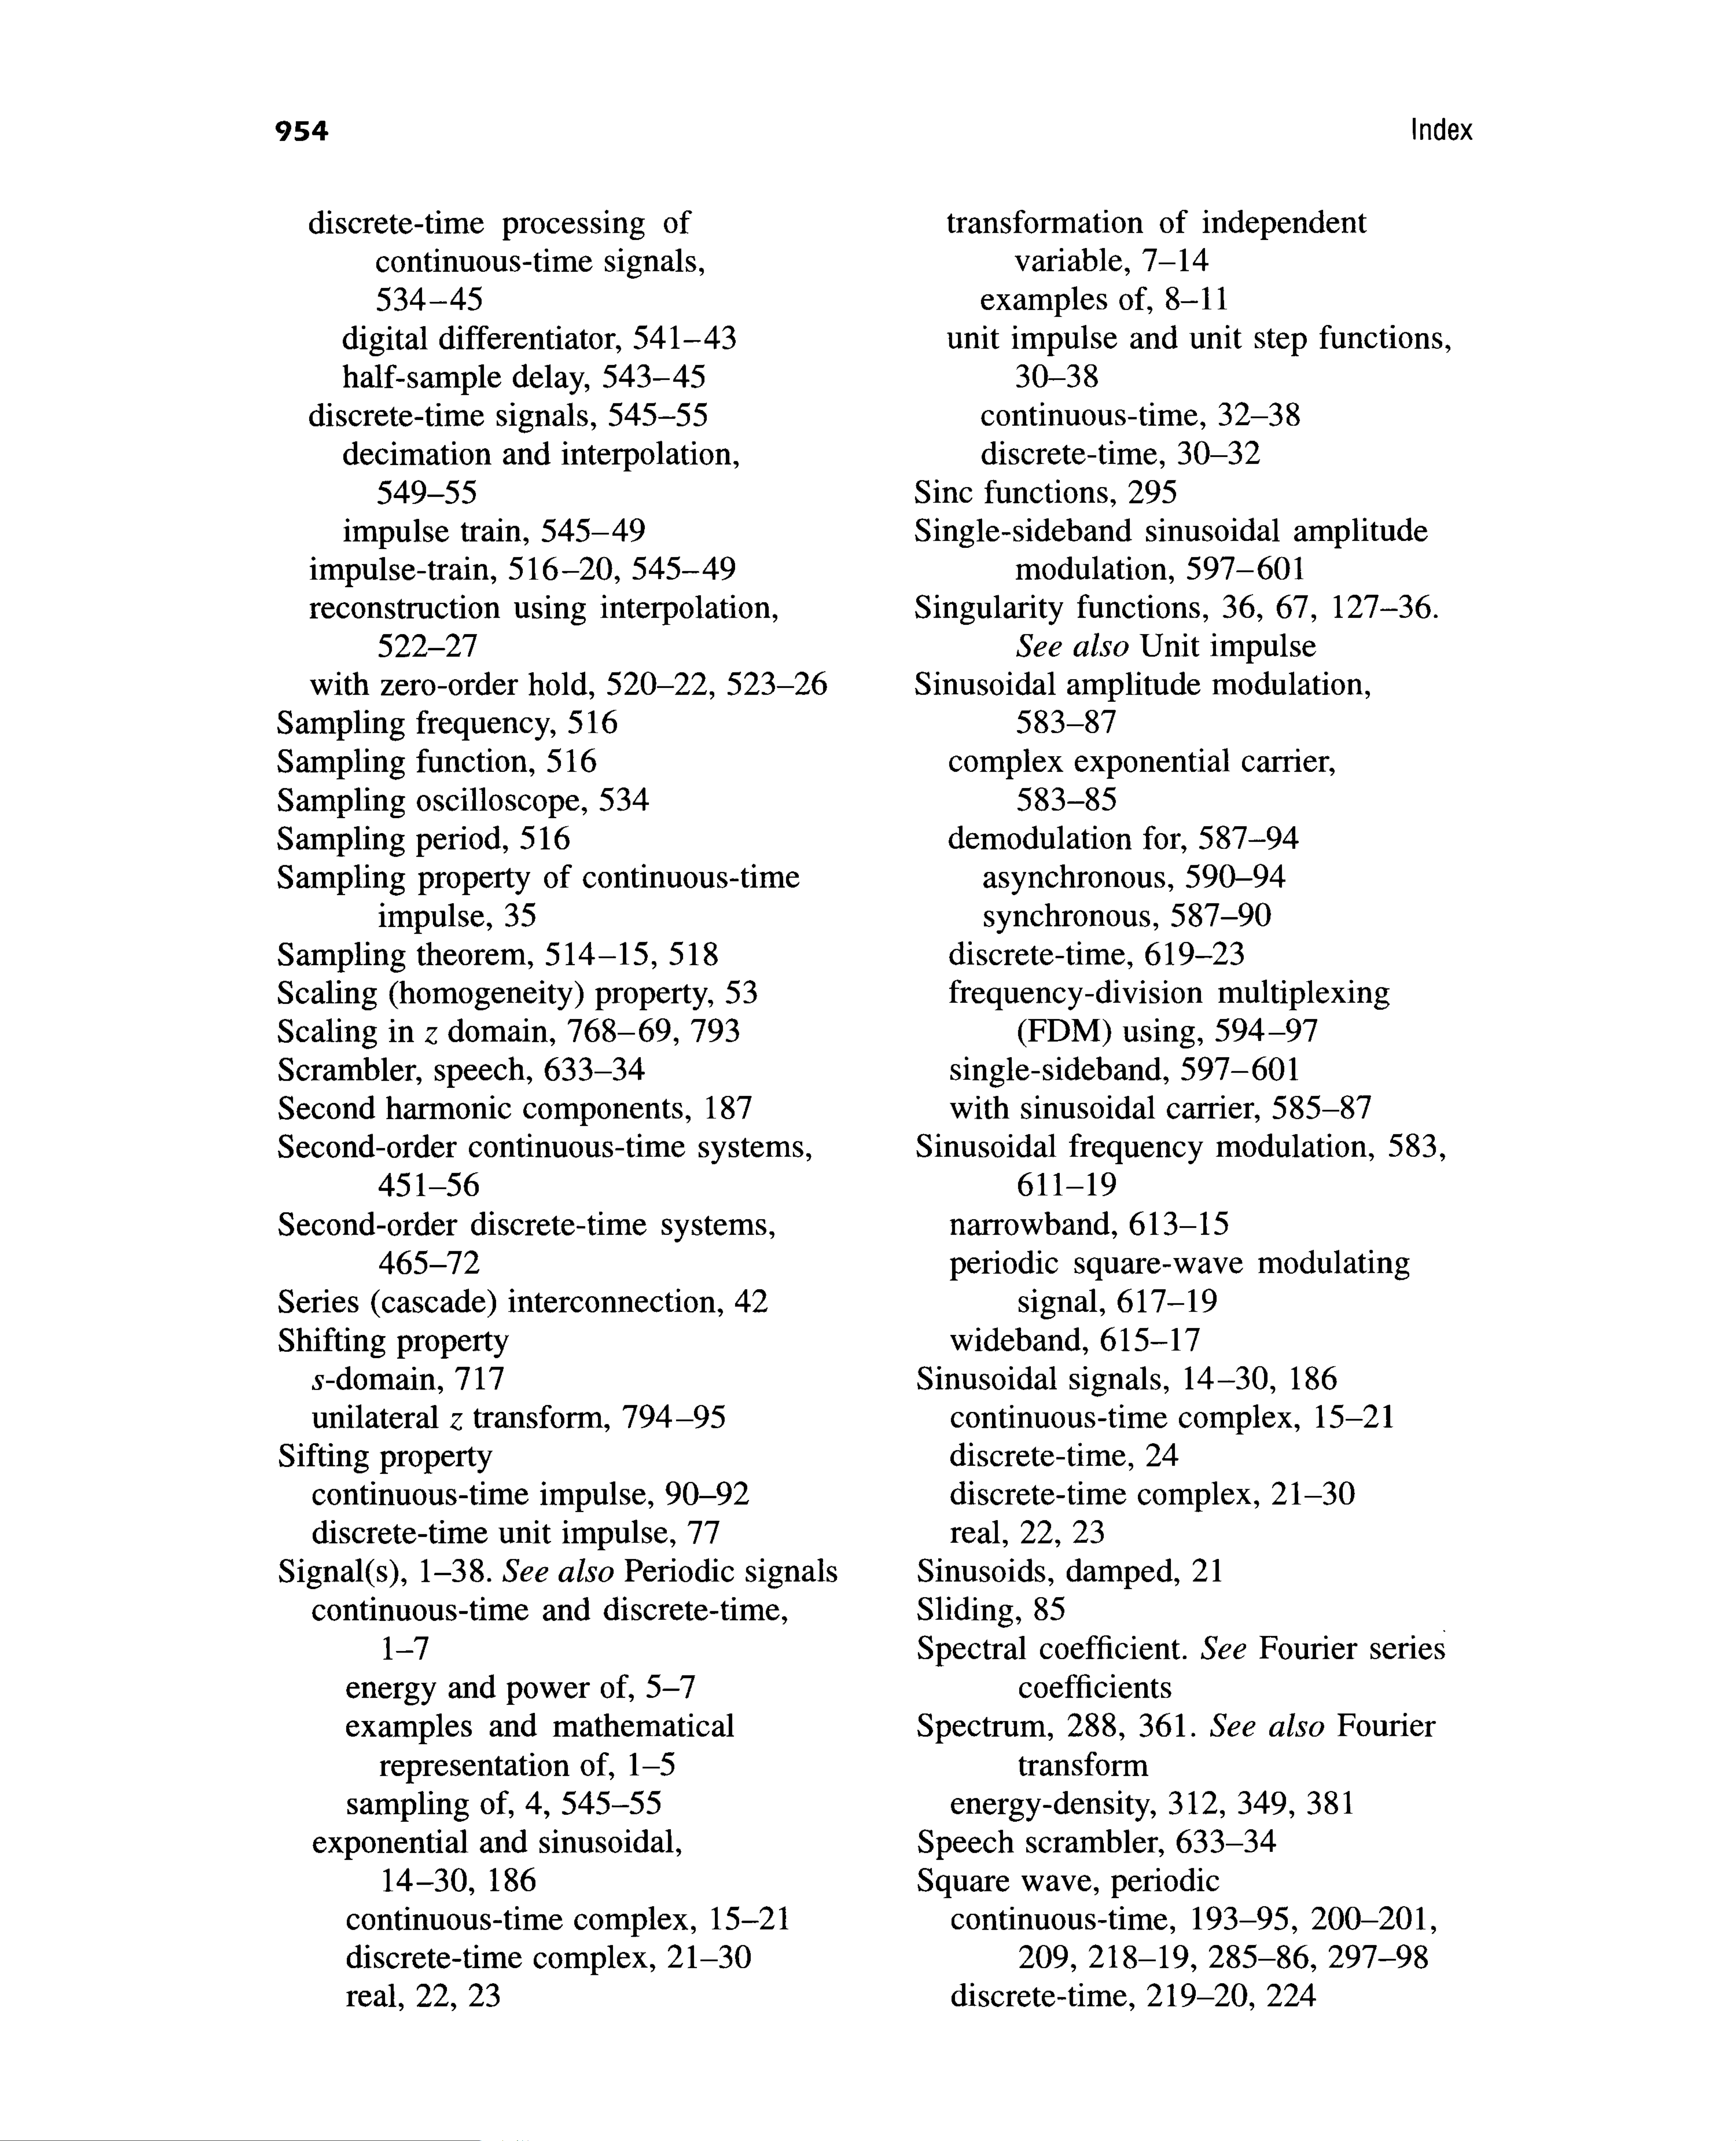 954
Index
discrete-time processing of
continuous-time signals,
534–45
digital differentiator, 541–43
half-sample delay, 543–45
discrete-time signals, 545–55
decimation and interpolation,
549–55
impulse train, 545–49
impulse-train, 516–20, 545–49
reconstruction using interpolation,
522–27
with zero-order hold, 520–22, 523–26
Sampling frequency, 516
Sampling function, 516
Sampling oscilloscope, 534
Sampling period, 516
Sampling property of continuous-time
impulse, 35
Sampling theorem, 514–15, 518
Scaling (homogeneity) property, 53
Scaling in z domain, 768–69, 793
Scrambler, speech, 633–34
Second harmonic components, 187
Second-order continuous-time systems,
451–56
Second-order discrete-time systems,
465–72
Series (cascade) interconnection, 42
Shifting property
s-domain, 717
unilateral z transform, 794–95
Sifting property
continuous-time impulse, 90–92
discrete-time unit impulse, 77
Signal(s), 1–38. See also Periodic signals
continuous-time and discrete-time,
1–7
energy and power of, 5–7
examples and mathematical
representation of, 1–5
sampling of, 4, 545–55
exponential and sinusoidal,
14–30, 186
continuous-time complex, 15–21
discrete-time complex, 21–30
real, 22, 23
transformation of independent
variable, 7–14
examples of, 8–11
unit impulse and unit step functions,
30–38
continuous-time, 32–38
discrete-time, 30–32
Sinc functions, 295
Single-sideband sinusoidal amplitude
modulation, 597–601
Singularity functions, 36, 67, 127–36.
See also Unit impulse
Sinusoidal amplitude modulation,
583–87
complex exponential carrier,
583–85
demodulation for, 587–94
asynchronous, 590–94
synchronous, 587–90
discrete-time, 619–23
frequency-division multiplexing
(FDM) using, 594–97
single-sideband, 597–601
with sinusoidal carrier, 585–87
Sinusoidal frequency modulation, 583,
611–19
narrowband, 613–15
periodic square-wave modulating
signal, 617–19
wideband, 615–17
Sinusoidal signals, 14–30, 186
continuous-time complex, 15–21
discrete-time, 24
discrete-time complex, 21–30
real, 22, 23
Sinusoids, damped, 21
Sliding, 85
Spectral coefficient. See Fourier series
coefficients
Spectrum, 288, 361. See also Fourier
transform
energy-density, 312, 349, 381
Speech scrambler, 633–34
Square wave, periodic
continuous-time, 193–95, 200–201,
209, 218–19, 285–86, 297–98
discrete-time, 219–20, 224